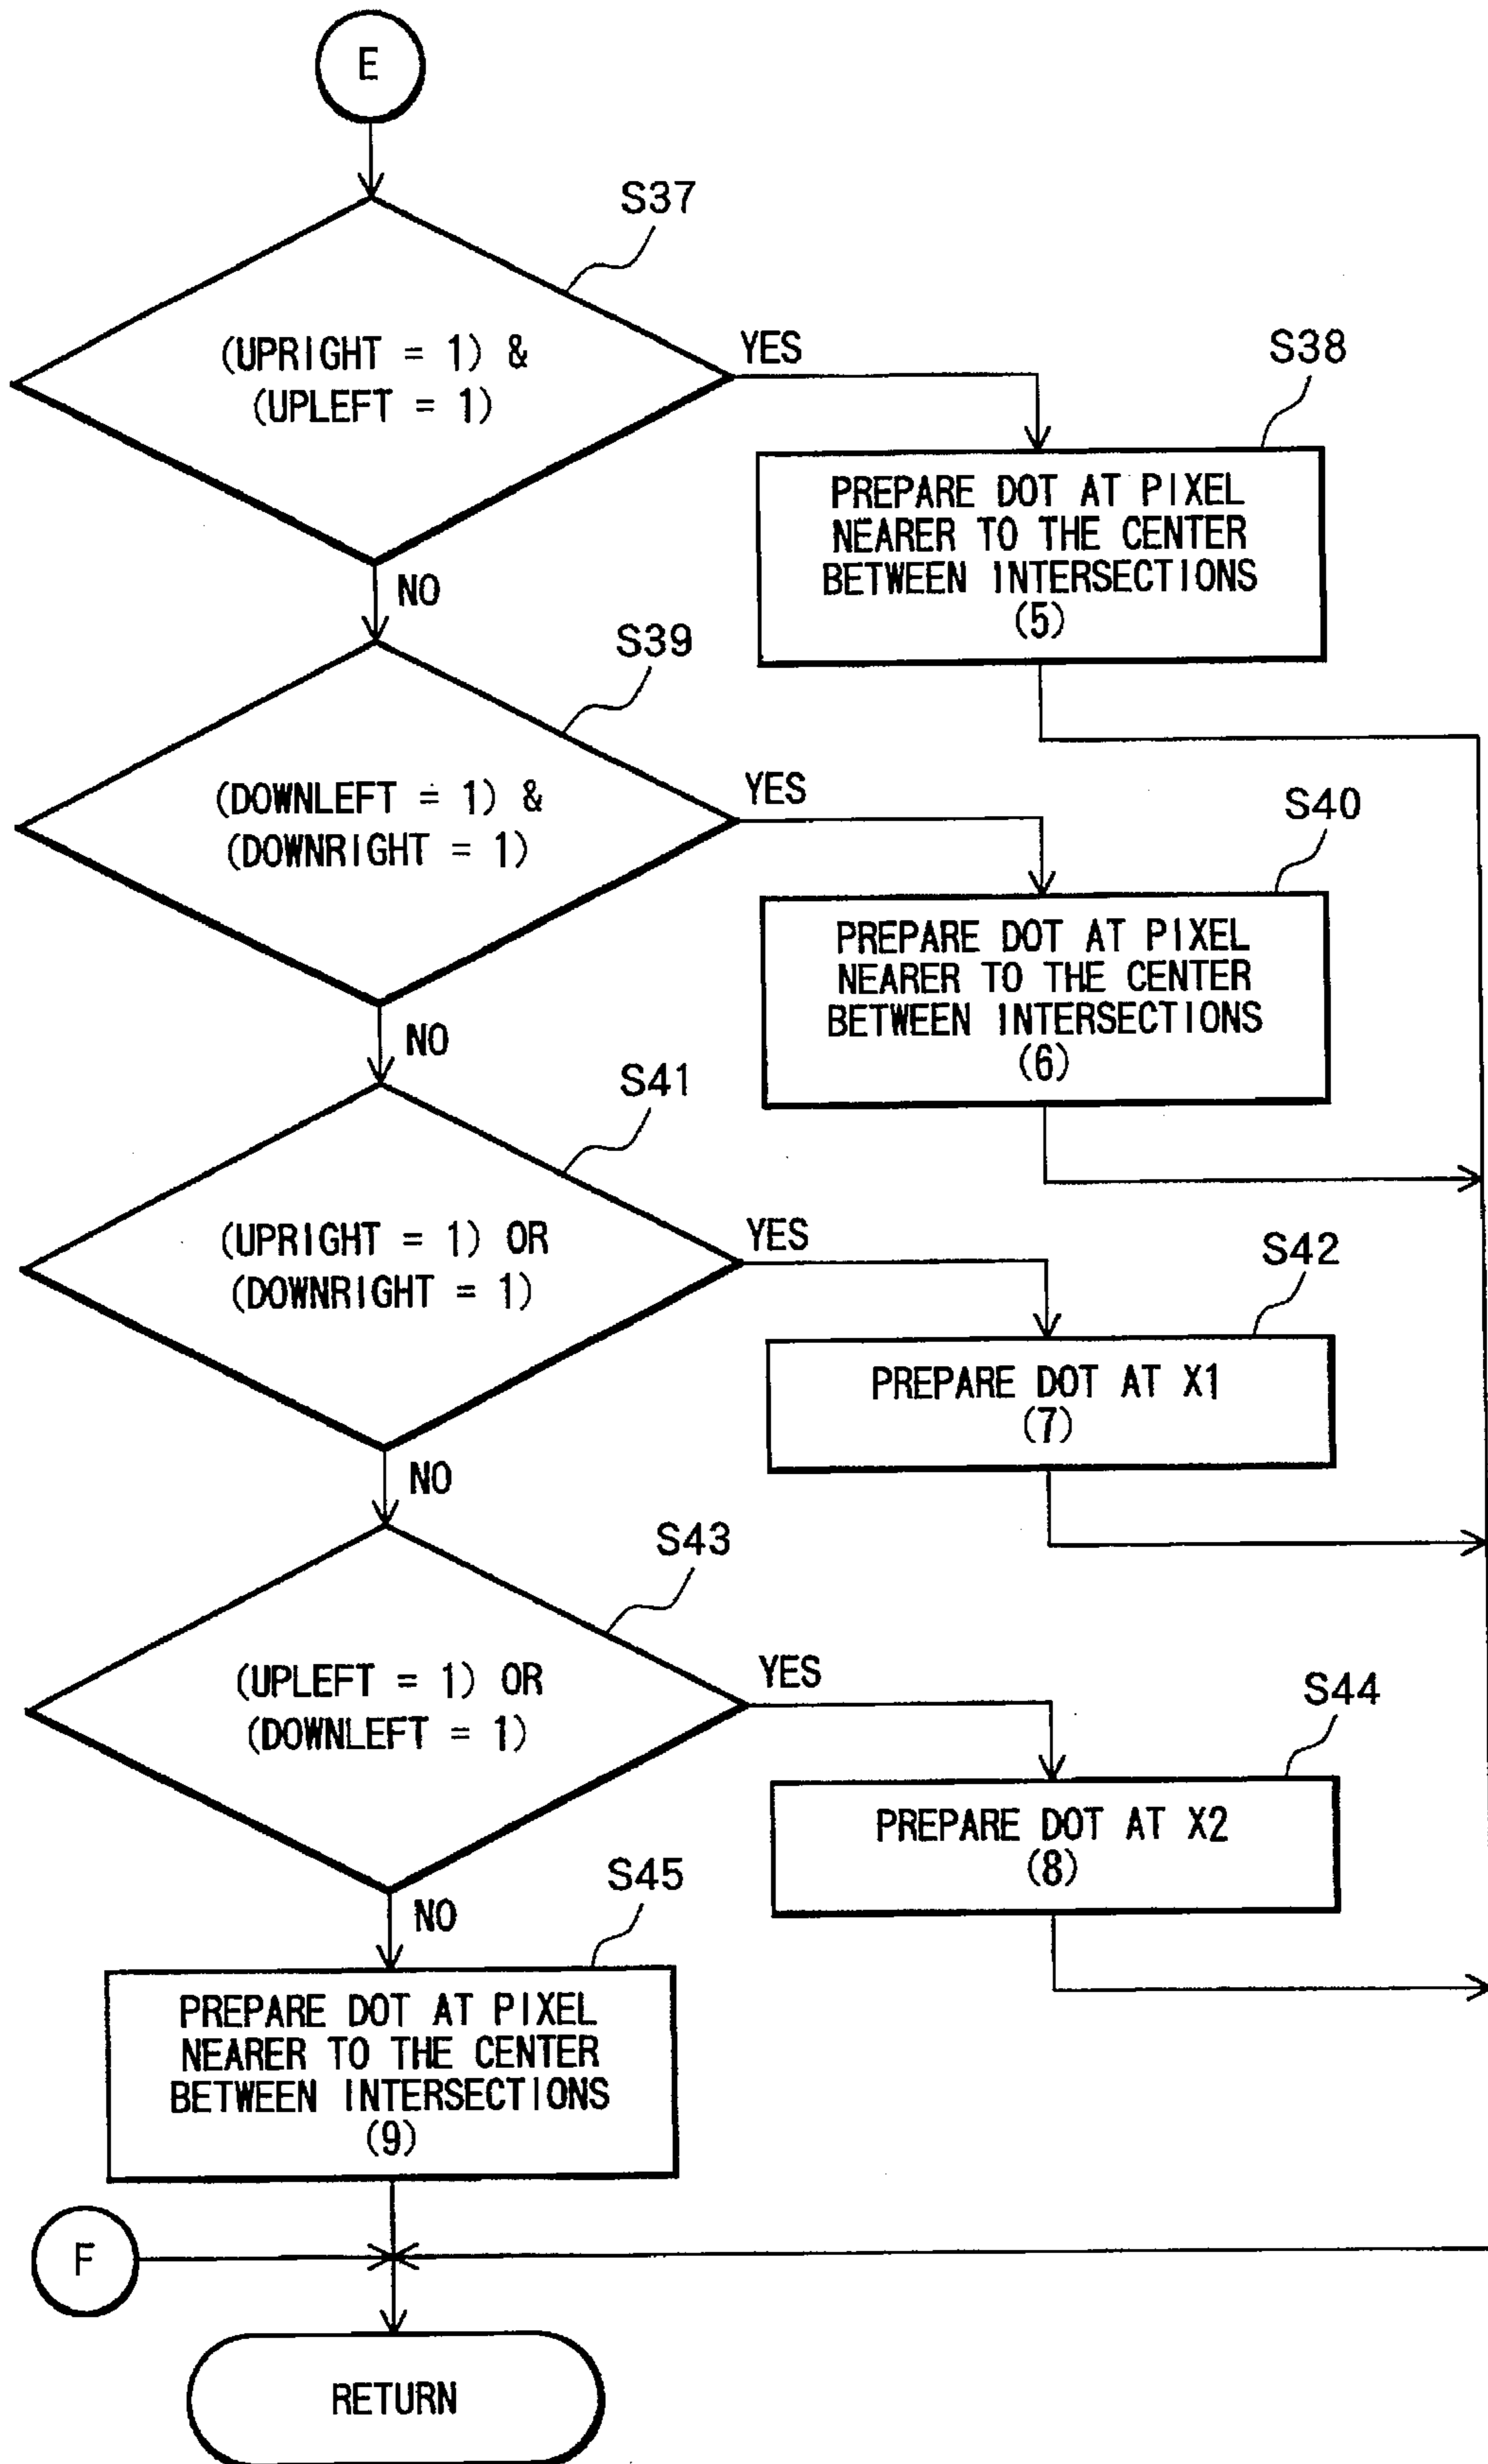 E
S37
(UPRIGHT = 1) &
(UPLEFT = 1)
YES
S38
PREPARE DOT AT PIXEL
NEARER TO THE CENTER
BETWEEN INTERSECTIONS
(5)
NO
S39
(DOWNLEFT = 1) &
(DOWNRIGHT = 1)
YES
S40
PREPARE DOT AT PIXEL
NEARER TO THE CENTER
BETWEEN INTERSECTIONS
(6)
NO
S41
(UPRIGHT = 1) OR
(DOWNRIGHT = 1)
YES
S42
PREPARE DOT AT X1
(7)
NO
S43
(UPLEFT = 1) OR
(DOWNLEFT = 1)
YES
S44
PREPARE DOT AT X2
(8)
NO
S45
PREPARE DOT AT PIXEL
NEARER TO THE CENTER
BETWEEN INTERSECTIONS
(9)
F
RETURN